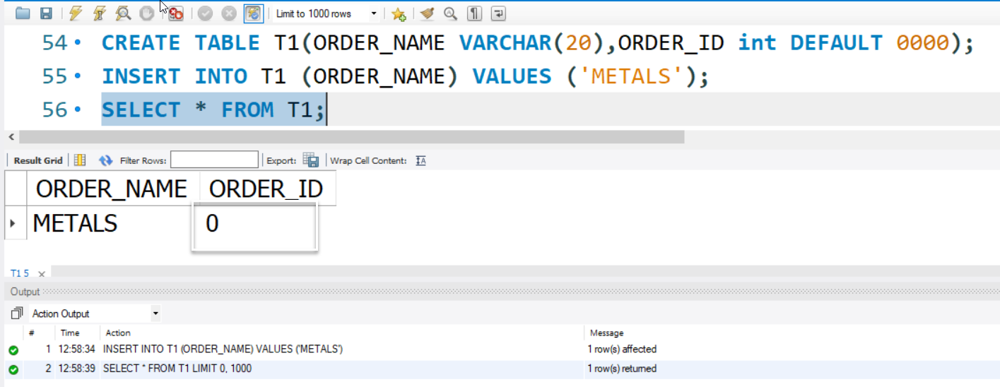 Limit to 1000 rows
54 CREATE TABLE T1(ORDER_NAME VARCHAR(20),ORDER_ID int DEFAULT 0000);
55 INSERT INTO T1 (ORDER_NAME) VALUES ('METALS');
56 SELECT * FROM T1;
Result Grid Filter Rows: Export: Wrap Cell Content:
ORDER_NAME ORDER_ID
METALS 0
T1 5
Output
Action Output
# Time Action Message
1 12:58:34 INSERT INTO T1 (ORDER_NAME) VALUES ('METALS') 1 row(s) affected
2 12:58:39 SELECT * FROM T1 LIMIT 0, 1000 1 row(s) returned